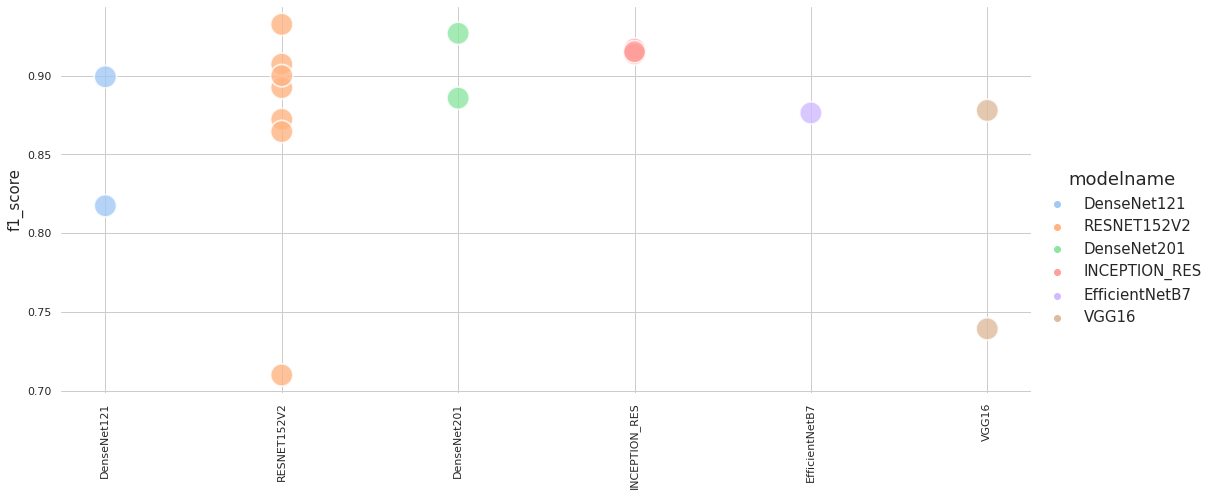 f1_score
0.90
0.85
0.80
0.75
0.70
DenseNet121
RESNET152V2
DenseNet201
INCEPTION_RES
EfficientNetB7
VGG16
modelname
DenseNet121
RESNET152V2
DenseNet201
INCEPTION_RES
EfficientNetB7
VGG16